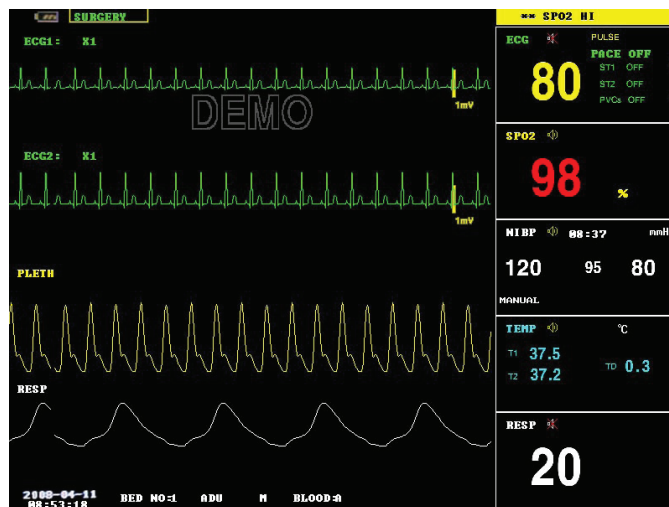 SURGERY
** SPO2 HI
ECG1: X1
DEMO
1mV
ECG2: X1
1mV
PLETH
RESP
2008-04-11
08:53:18
BED NO:1 ADU M BLOOD:A
ECG PULSE
80
PACE OFF
ST1 OFF
ST2 OFF
PVCs OFF
SPO2
98 %
NIBP 08:37 mmH
120 95 80
MANUAL
TEMP °C
T1 37.5
T2 37.2
TD 0.3
RESP
20